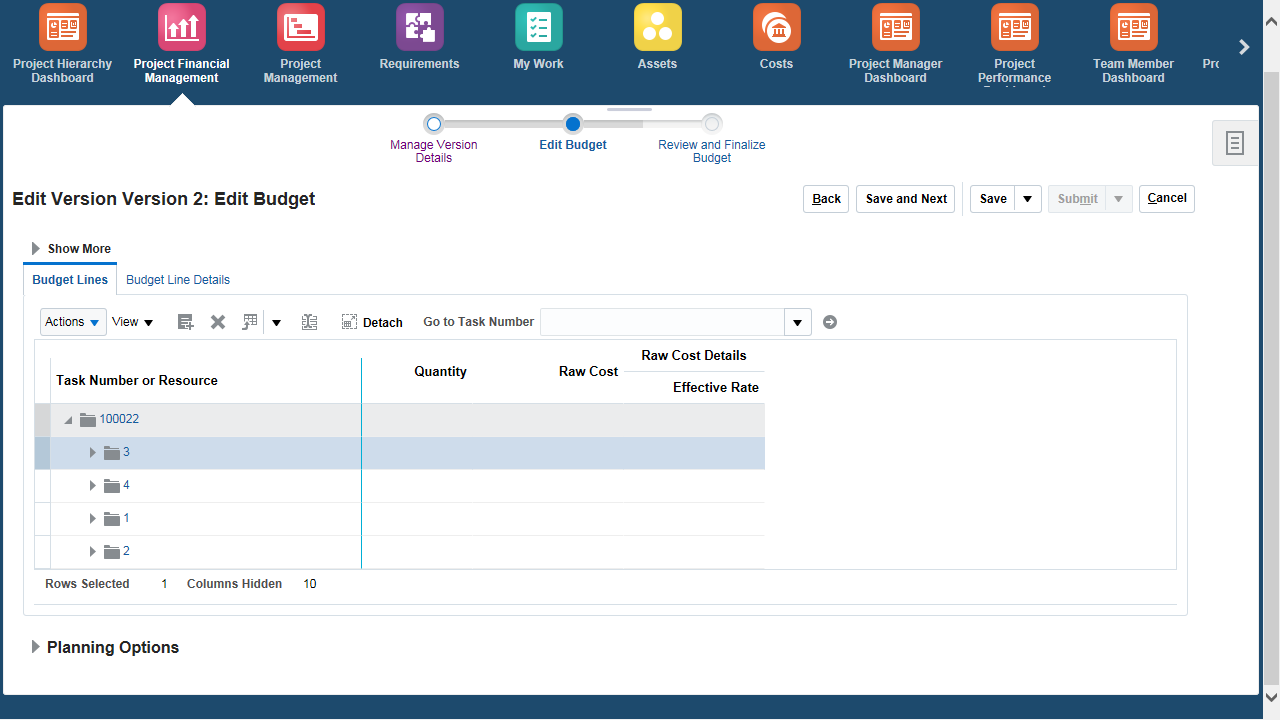 Project Hierarchy
Dashboard
Project Financial
Management
Project
Management
Requirements
My Work
Assets
Costs
Project Manager
Dashboard
Project
Performance
Team Member
Dashboard
Manage Version
Details
Edit Budget
Review and Finalize
Budget
Edit Version Version 2: Edit Budget
Back
Save and Next
Save
Submit
Cancel
Show More
Budget Lines
Budget Line Details
Actions
View
Detach
Go to Task Number
Task Number or Resource
Quantity
Raw Cost
Raw Cost Details
Effective Rate
100022
3
4
1
2
Rows Selected 1 Columns Hidden 10
Planning Options